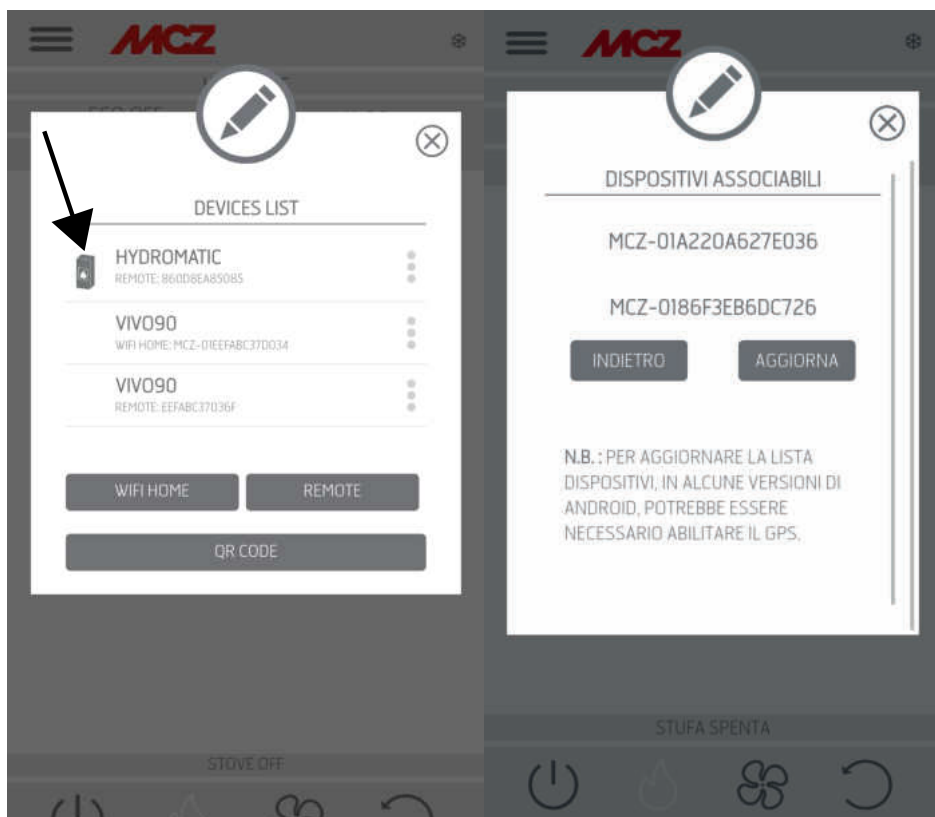 MCZ
DEVICES LIST
HYDROMATIC
REMOTE: 860D8EA85085
VIVO90
WIFI HOME: MCZ-01EEFABC37D034
VIVO90
REMOTE: EEFABC37036F
WIFI HOME
REMOTE
QR CODE
STOVE OFF
MCZ
DISPOSITIVI ASSOCIABILI
MCZ-01A220A627E036
MCZ-0186F3EB6DC726
INDIETRO
AGGIORNA
N.B. : PER AGGIORNARE LA LISTA
DISPOSITIVI, IN ALCUNE VERSIONI DI
ANDROID, POTREBBE ESSERE
NECESSARIO ABILITARE IL GPS.
STUFA SPENTA